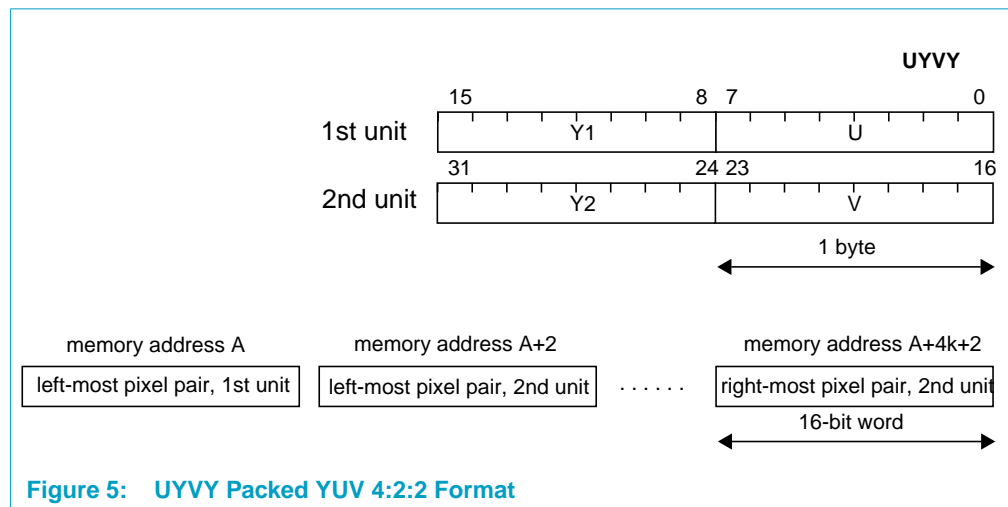 UYVY
15 8 7 0
1st unit Y1 U
31 24 23 16
2nd unit Y2 V
1 byte
memory address A memory address A+2 memory address A+4k+2
left-most pixel pair, 1st unit left-most pixel pair, 2nd unit . . . . . . right-most pixel pair, 2nd unit
16-bit word
Figure 5: UYVY Packed YUV 4:2:2 Format